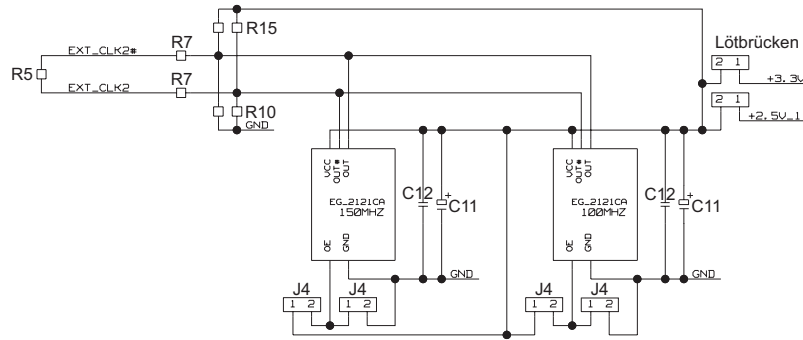 R15
Lötbrücken
R7
EXT_CLK2#
2 1
+3.3V
R5
R7
EXT_CLK2
2 1
+2.5V_1
R10
GND
VCC
OUT#
OUT
VCC
OUT#
OUT
C12
C11
+
C12
C11
+
EG_2121CA
150MHZ
EG_2121CA
100MHZ
OE
GND
OE
GND
GND
GND
J4
J4
J4
J4
1 2
1 2
1 2
1 2